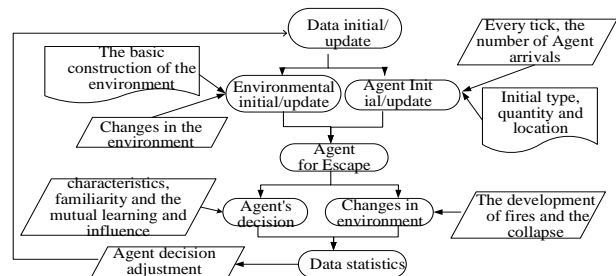 Data initial/
update
Every tick, the
number of Agent
arrivals
The basic
construction of the
environment
Environmental
initial/update
Agent Init
ial/update
Initial type,
quantity and
location
Changes in the
environment
Agent
for Escape
characteristics,
familiarity and the
mutual learning and
influence
Agent's
decision
Changes in
environment
The development
of fires and the
collapse
Agent decision
adjustment
Data statistics